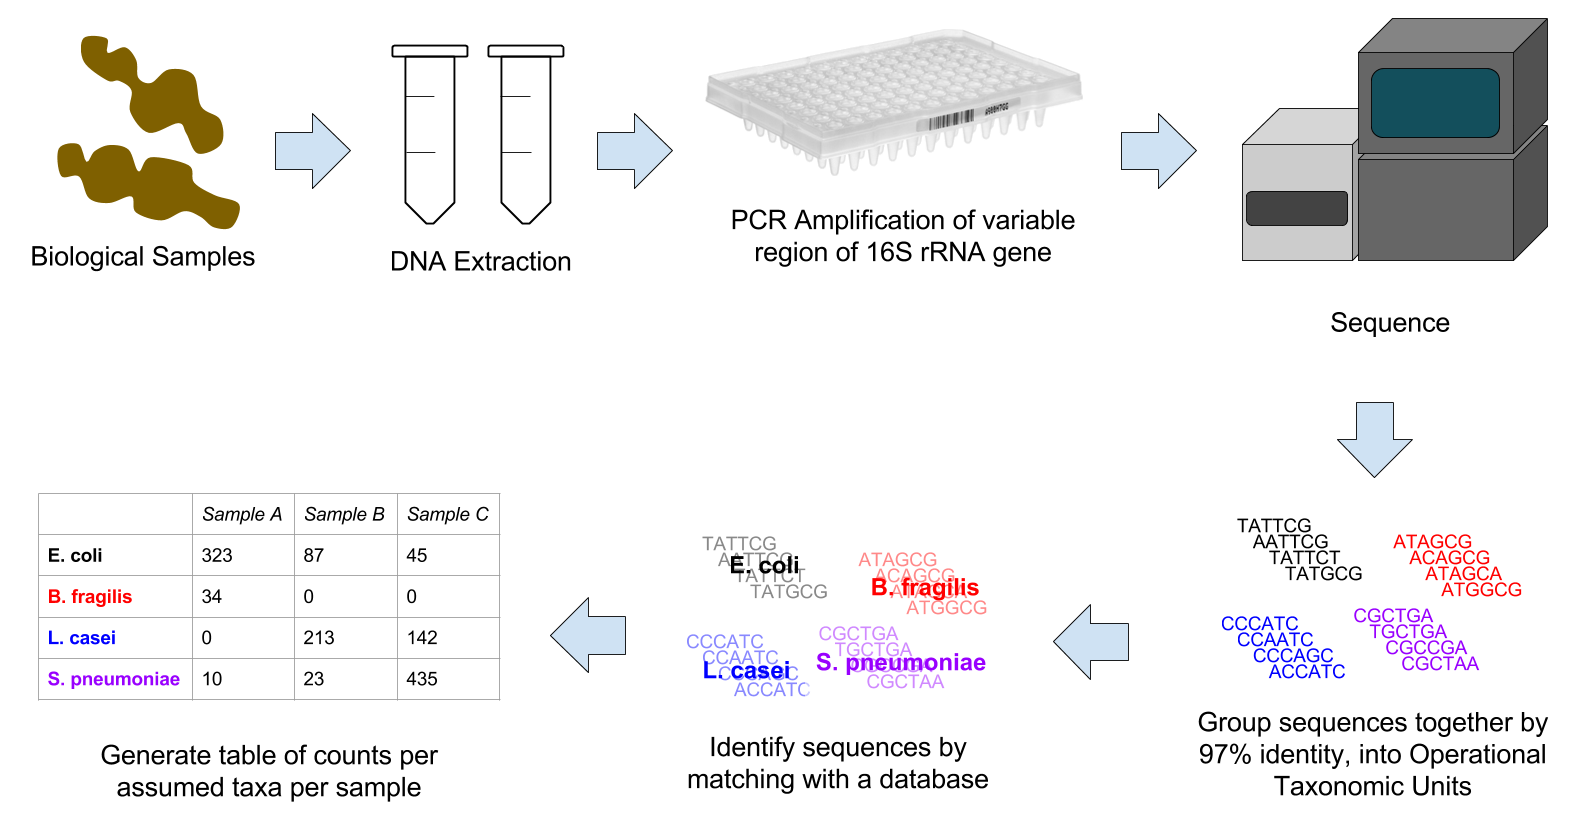 Biological Samples
DNA Extraction
PCR Amplification of variable
region of 16S rRNA gene
Sequence
TATTCG
AATTCG
TATTCT
TATGCG
ATAGCG
ACAGCG
ATAGCA
ATGGCG
CCCATC
CCAATC
CCCAGC
ACCATC
CGCTGA
TGCTGA
CGCCGA
CGCTAA
Group sequences together by
97% identity, into Operational
Taxonomic Units
TATTCG
AATTCG
E. coli
TATTCT
TATGCG
ATAGCG
ACAGCG
B. fragilis
ATAGCA
ATGGCG
CCCATC
CCAATC
L. casei
CCCAGC
ACCATC
CGCTGA
TGCTGA
S. pneumoniae
CGCTAA
Identify sequences by
matching with a database
Sample A Sample B Sample C
E. coli 323 87 45
B. fragilis 34 0 0
L. casei 0 213 142
S. pneumoniae 10 23 435
Generate table of counts per
assumed taxa per sample